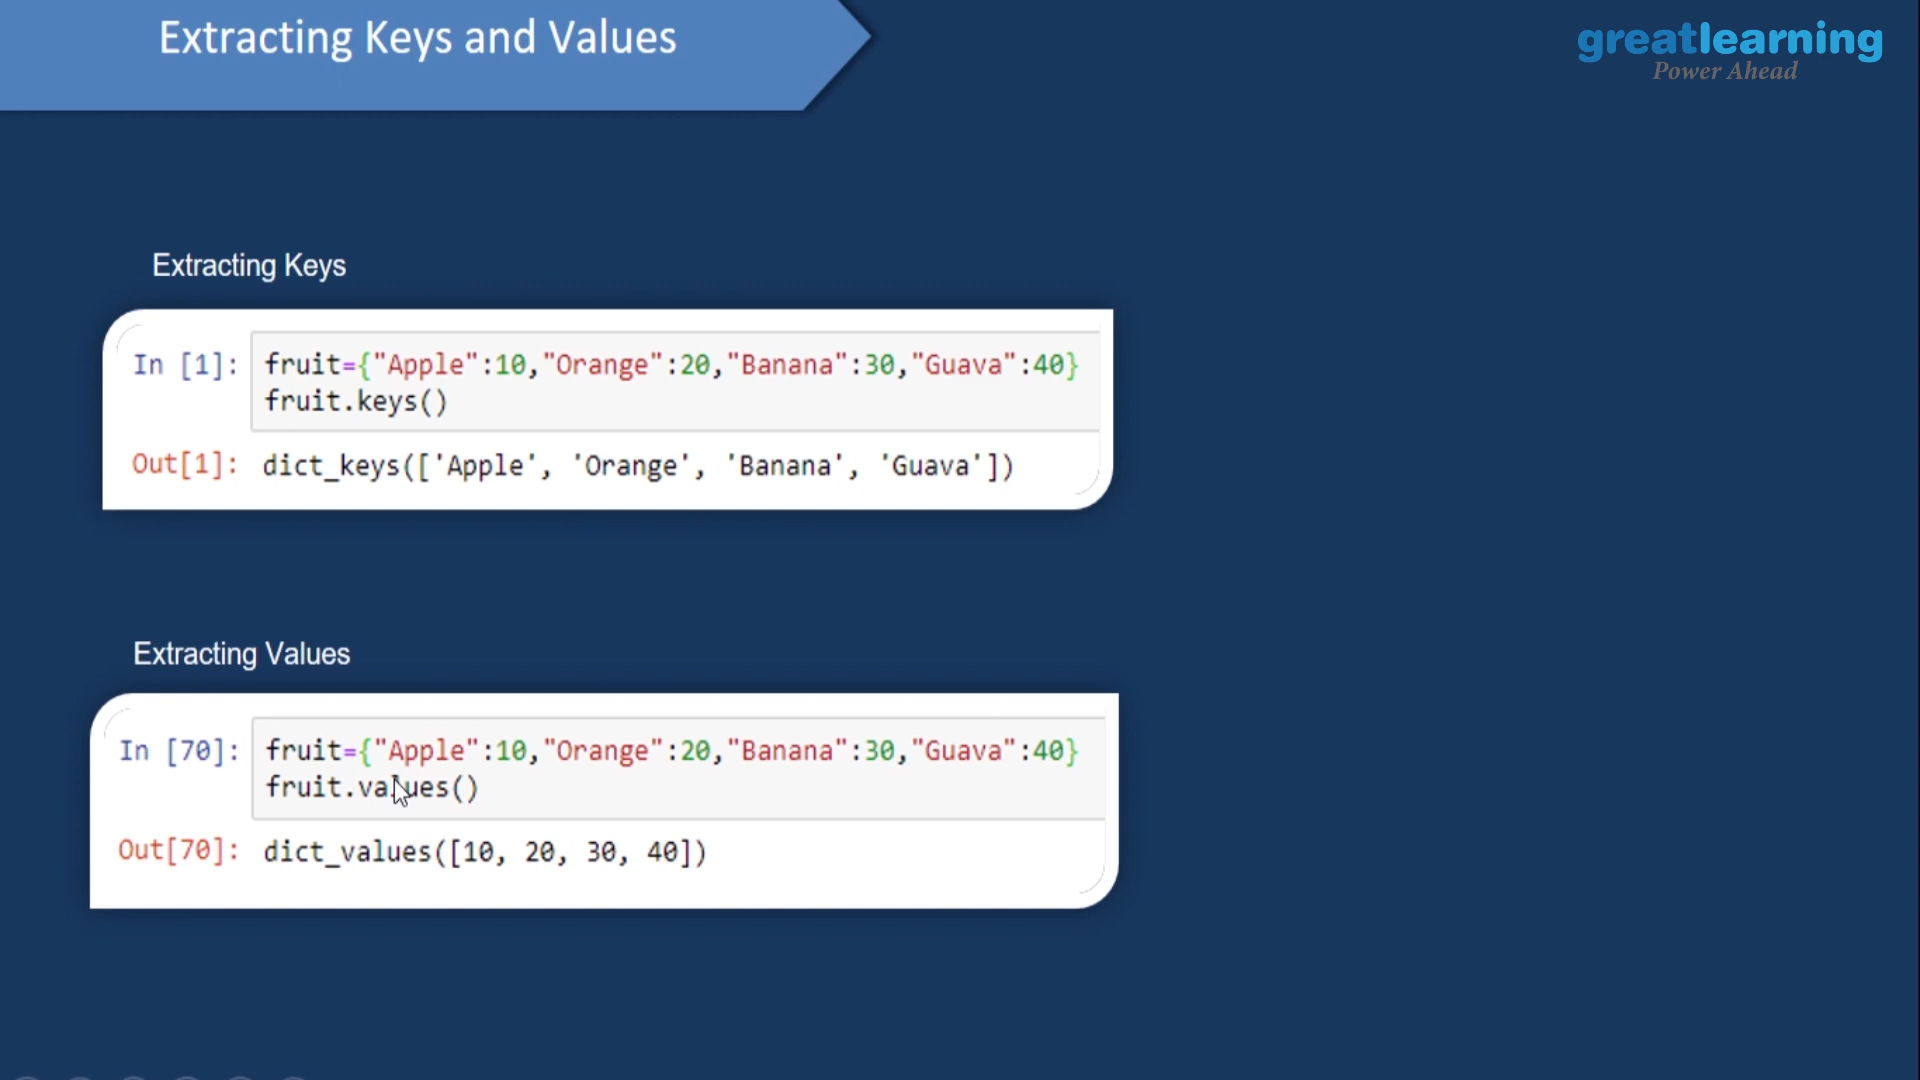 Extracting Keys and Values
greatlearning
Power Ahead
Extracting Keys
In [1]: fruit={"Apple":10,"Orange":20,"Banana":30,"Guava":40}
fruit.keys()
Out[1]: dict_keys(['Apple', 'Orange', 'Banana', 'Guava'])
Extracting Values
In [70]: fruit={"Apple":10,"Orange":20,"Banana":30,"Guava":40}
fruit.values()
Out[70]: dict_values([10, 20, 30, 40])